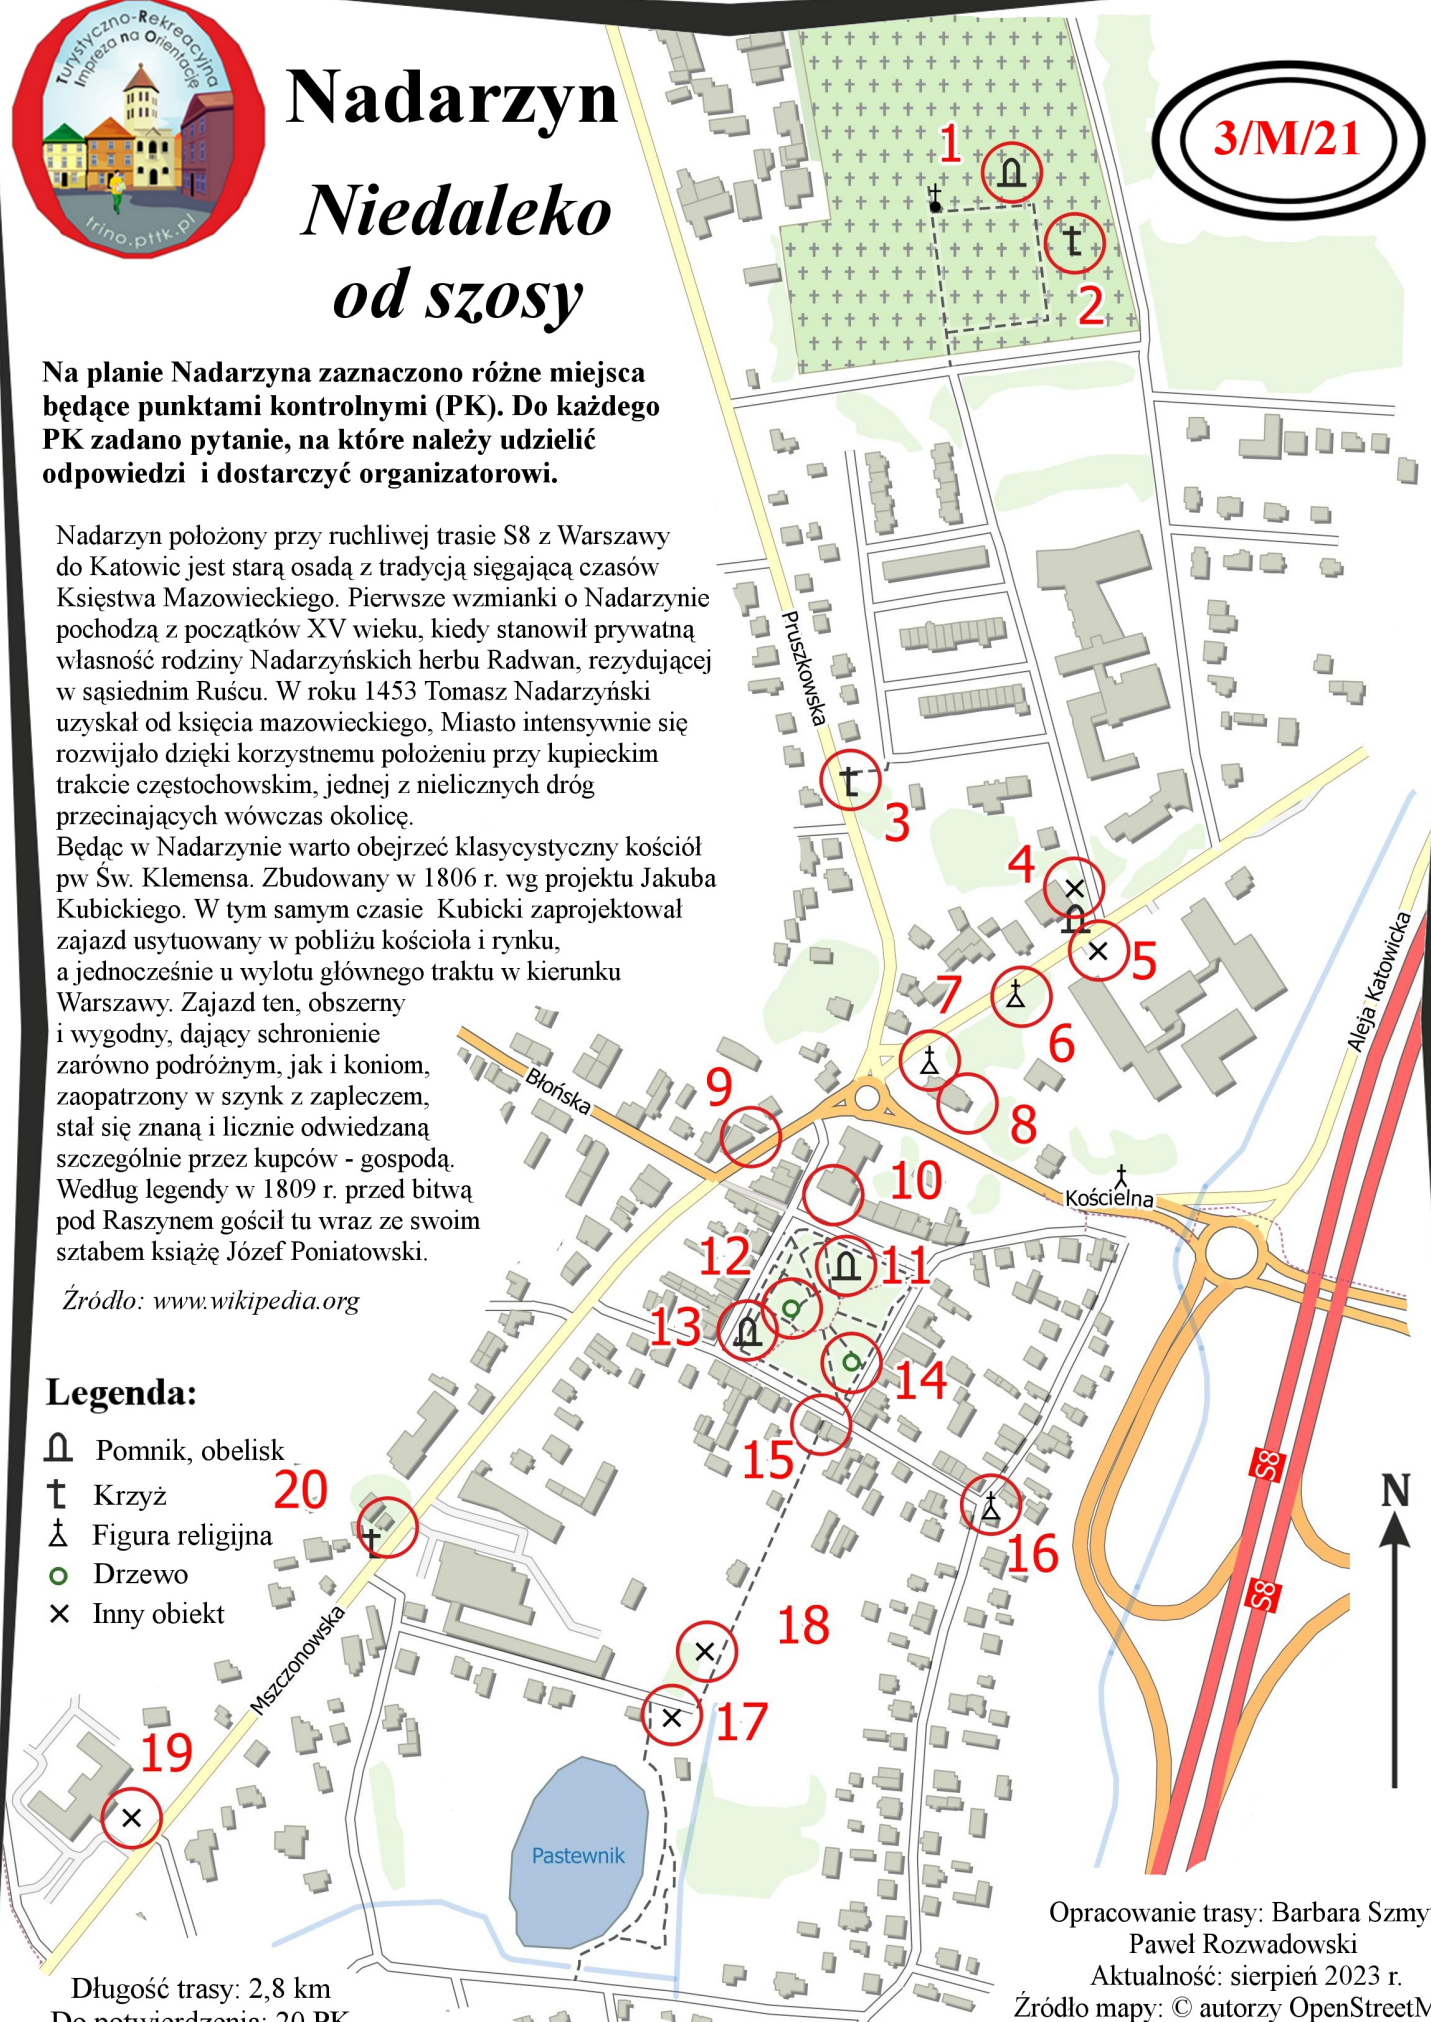 Turystyczno-Rekreacyjna
Impreza na Orientację
trino.pttk.pl
Nadarzyn
Niedaleko
od szosy
3/M/21
Na planie Nadarzyna zaznaczono różne miejsca
będące punktami kontrolnymi (PK). Do każdego
PK zadano pytanie, na które należy udzielić
odpowiedzi i dostarczyć organizatorowi.
Nadarzyn położony przy ruchliwej trasie S8 z Warszawy
do Katowic jest starą osadą z tradycją sięgającą czasów
Księstwa Mazowieckiego. Pierwsze wzmianki o Nadarzynie
pochodzą z początków XV wieku, kiedy stanowił prywatną
własność rodziny Nadarzyńskich herbu Radwan, rezydującej
w sąsiednim Ruścu. W roku 1453 Tomasz Nadarzyński
uzyskał od księcia mazowieckiego, Miasto intensywnie się
rozwijało dzięki korzystnemu położeniu przy kupieckim
trakcie częstochowskim, jednej z nielicznych dróg
przecinających wówczas okolicę.
Będąc w Nadarzynie warto obejrzeć klasycystyczny kościół
pw Św. Klemensa. Zbudowany w 1806 r. wg projektu Jakuba
Kubickiego. W tym samym czasie Kubicki zaprojektował
zajazd usytuowany w pobliżu kościoła i rynku,
a jednocześnie u wylotu głównego traktu w kierunku
Warszawy. Zajazd ten, obszerny
i wygodny, dający schronienie
zarówno podróżnym, jak i koniom,
zaopatrzony w szynk z zapleczem,
stał się znaną i licznie odwiedzaną
szczególnie przez kupców - gospodą.
Według legendy w 1809 r. przed bitwą
pod Raszynem gościł tu wraz ze swoim
sztabem książę Józef Poniatowski.
Źródło: www.wikipedia.org
Legenda:
Pomnik, obelisk
Krzyż
Figura religijna
Drzewo
Inny obiekt
1
2
Pruszkowska
3
4
5
Aleja Katowicka
7
6
9
Błońska
8
10
Kościelna
12
11
13
14
15
20
16
S8
S8
N
18
Mszczonowska
17
19
Pastewnik
Długość trasy: 2,8 km
Do potwierdzenia: 20 PK
Opracowanie trasy: Barbara
Paweł Rozwadowski
Aktualność: sierpień 2023 r.
Źródło mapy: © autorzy